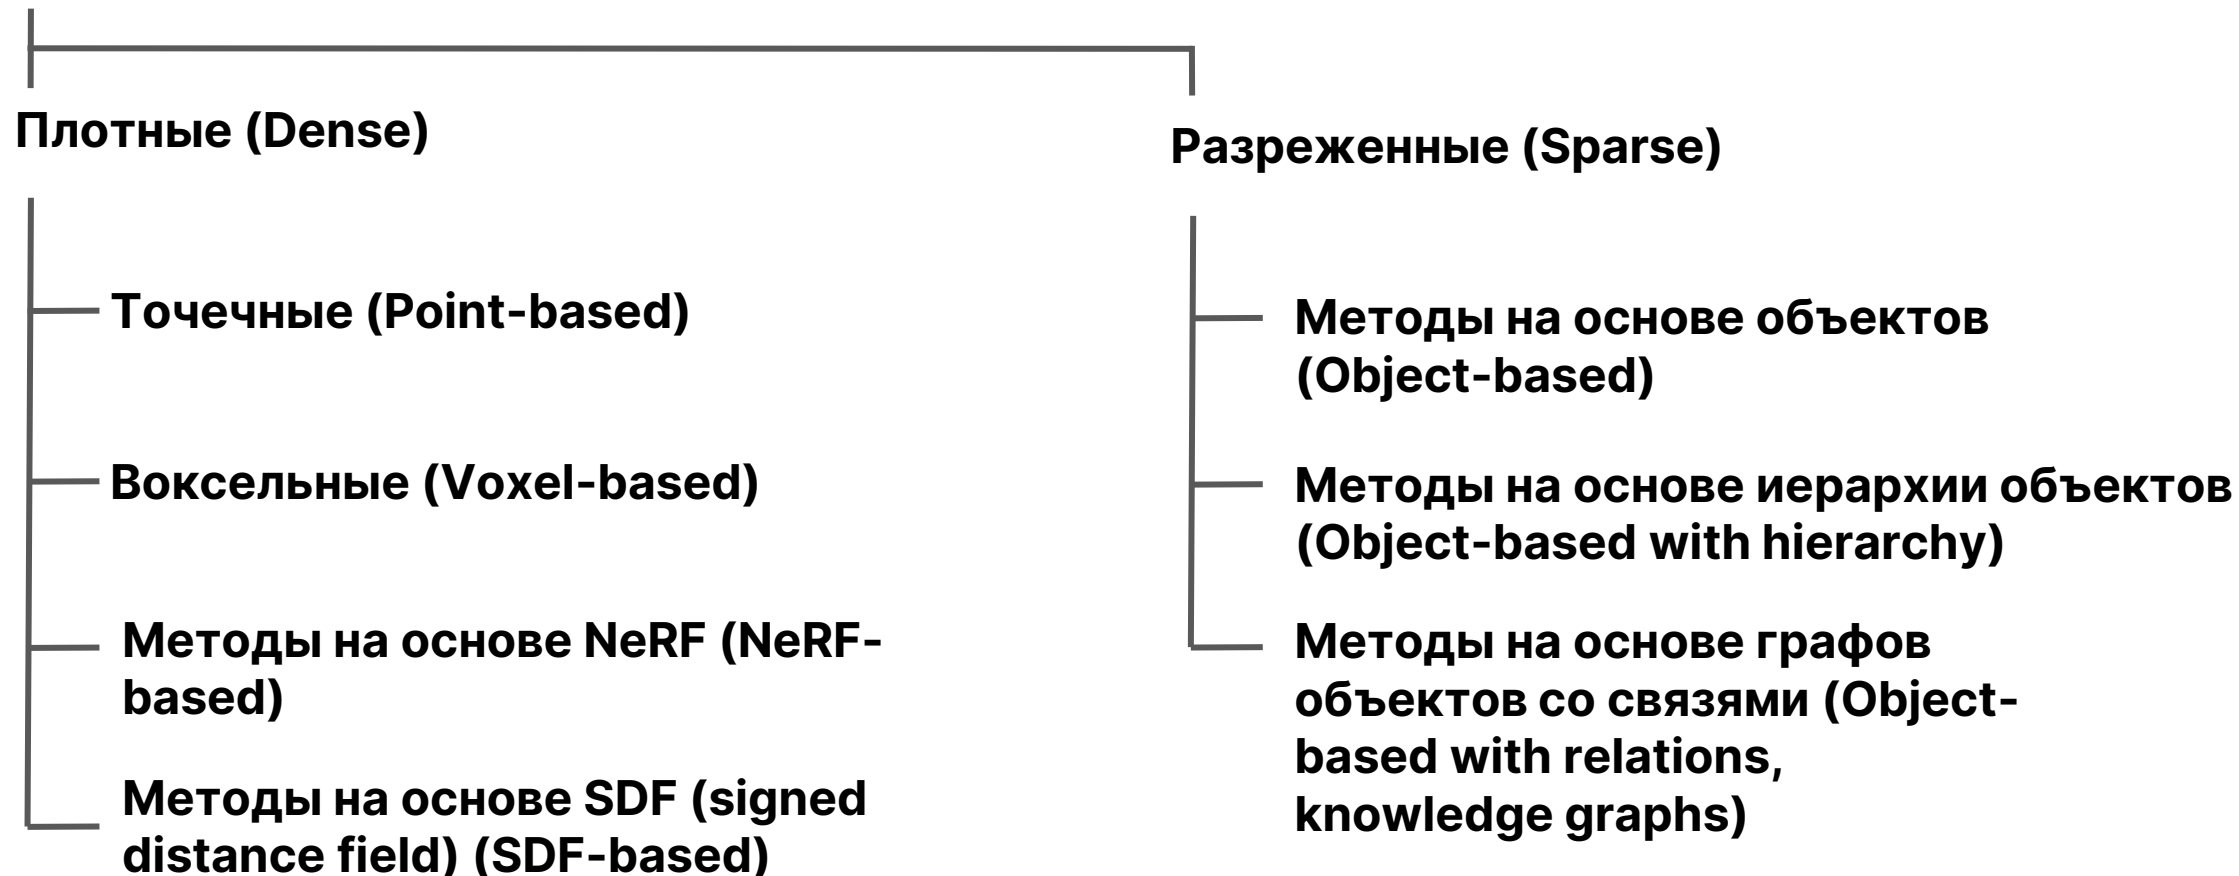 Плотные (Dense)
Точечные (Point-based)
Воксельные (Voxel-based)
Методы на основе NeRF (NeRF-
based)
Методы на основе SDF (signed
distance field) (SDF-based)
Разреженные (Sparse)
Методы на основе объектов
(Object-based)
Методы на основе иерархии объектов
(Object-based with hierarchy)
Методы на основе графов
объектов со связями (Object-
based with relations,
knowledge graphs)